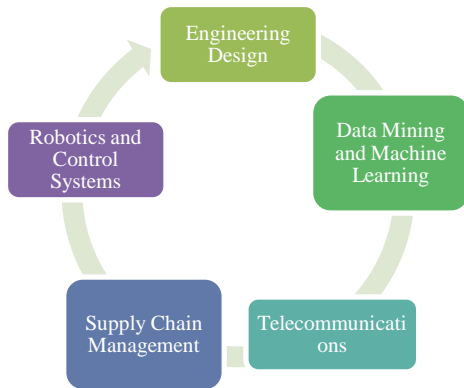 Engineering
Design
Data Mining
and Machine
Learning
Telecommunicati
ons
Supply Chain
Management
Robotics and
Control
Systems